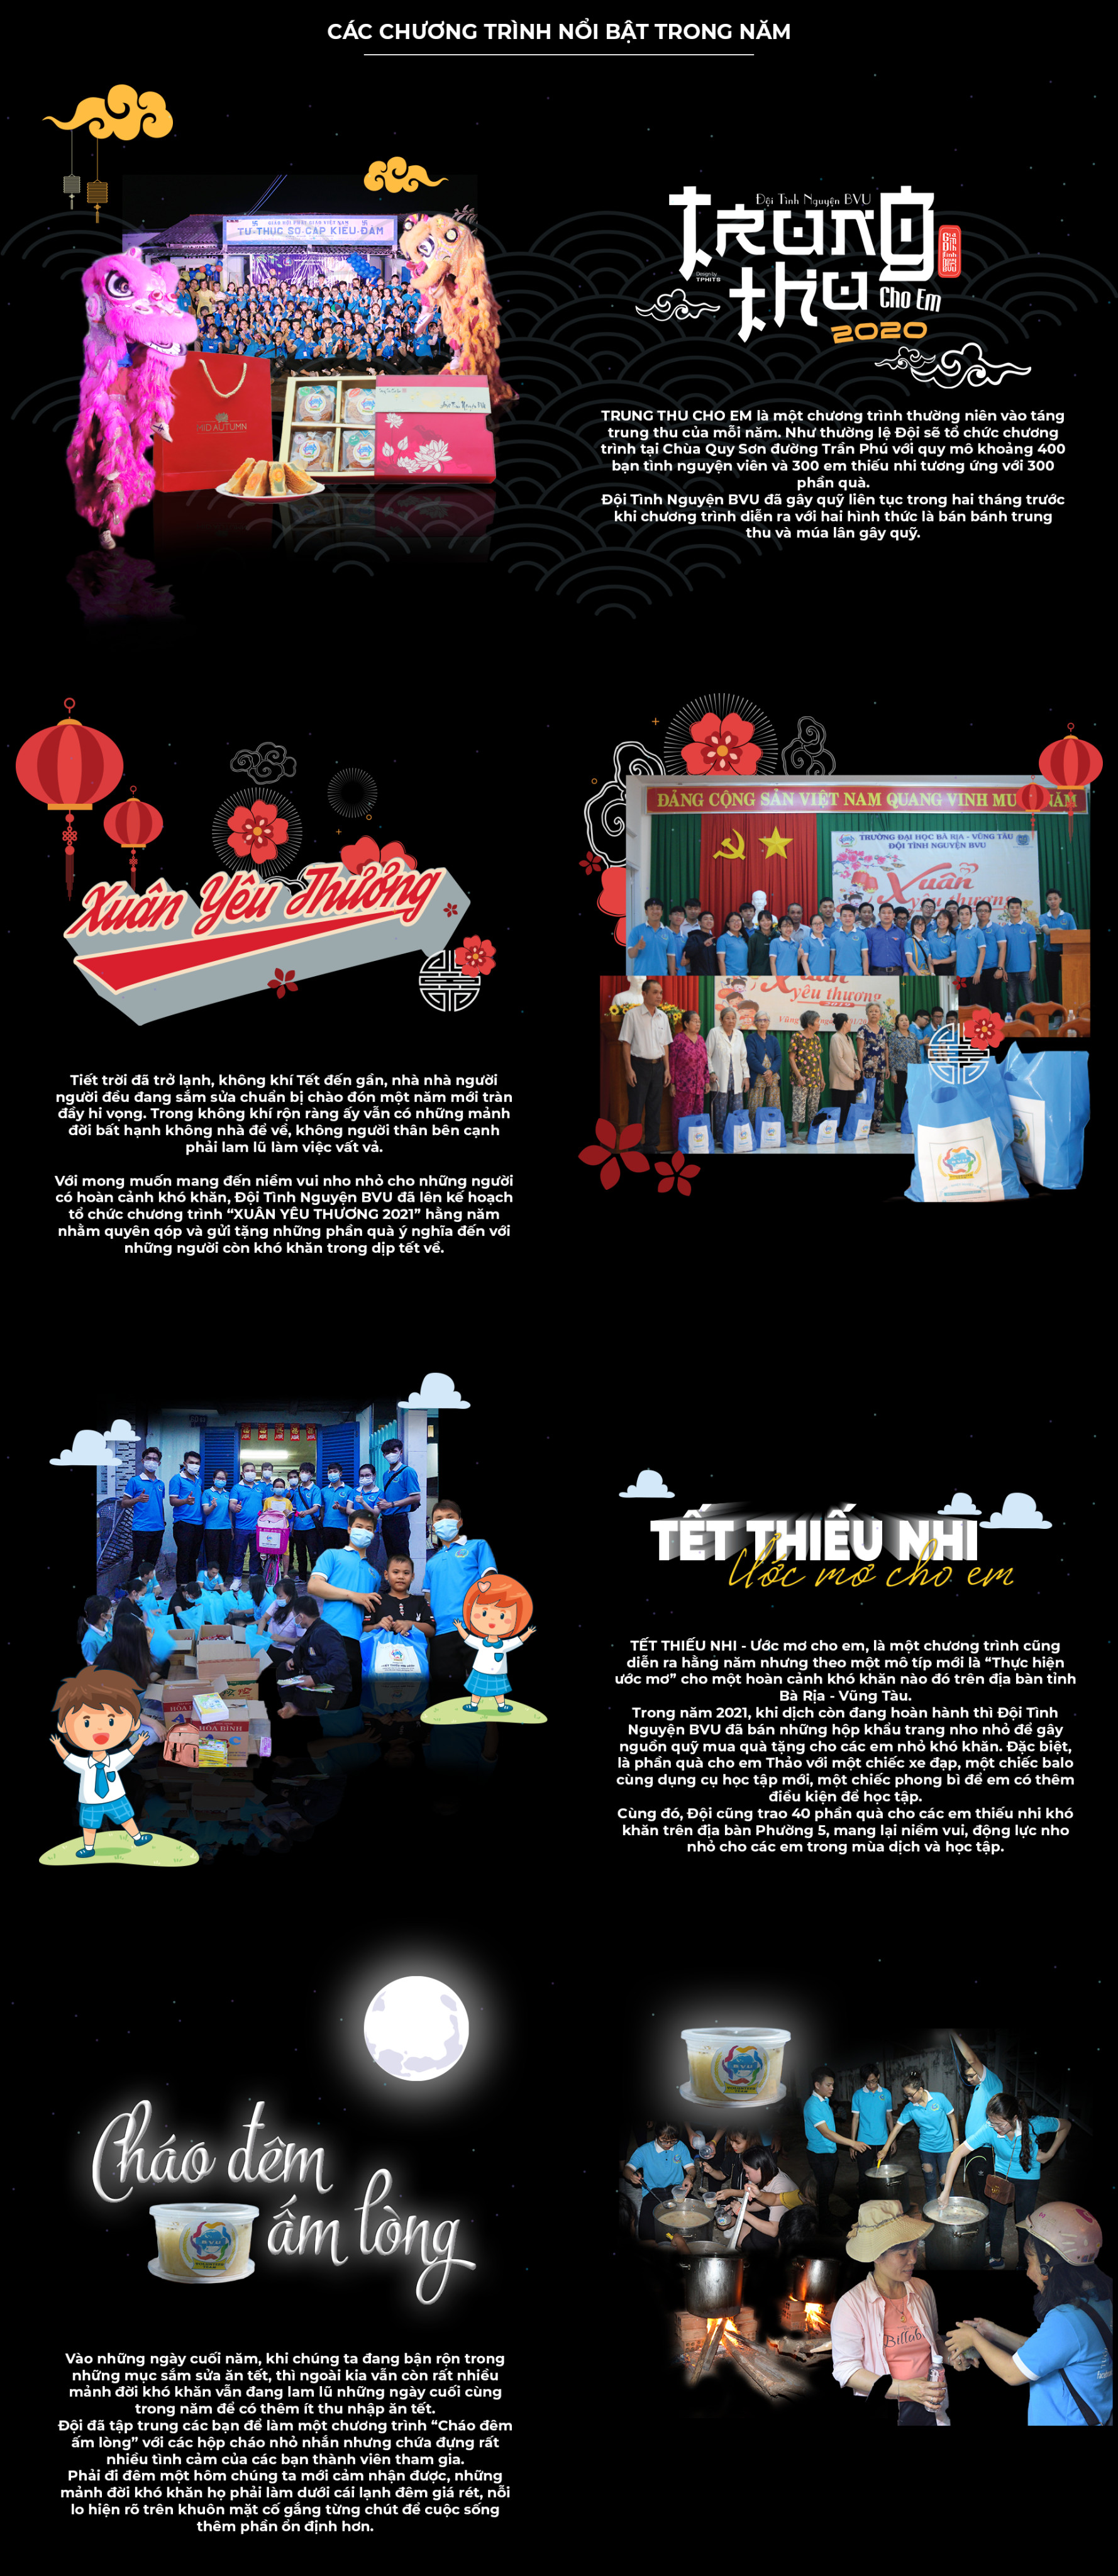 CÁC CHƯƠNG TRÌNH NỔI BẬT TRONG NĂM
GIÁO HỘI PHẬT GIÁO VIỆT NAM
TƯ-THỤC SƠ-CẤP KIỀU-ĐÀM
MID AUTUMN
Đội Tình Nguyện BVU
Trung
thu
Design by
TPHITS
Cho Em
2020
TRUNG THU CHO EM là một chương trình thường niên vào táng
trung thu của mỗi năm. Như thường lệ Đội sẽ tổ chức chương
trình tại Chùa Quy Sơn đường Trần Phú với quy mô khoảng 400
bạn tình nguyện viên và 300 em thiếu nhi tương ứng với 300
phần quà.
Đội Tình Nguyện BVU đã gây quỹ liên tục trong hai tháng trước
khi chương trình diễn ra với hai hình thức là bán bánh trung
thu và múa lân gây quỹ.
Xuân Yêu Thương
ĐẢNG CỘNG SẢN VIỆT NAM QUANG VINH MU NĂM
TRƯỜNG ĐẠI HỌC BÀ RỊA - VŨNG TÀU
ĐỘI TÌNH NGUYỆN BVU
Xuân
yêu thương
Xuân
yêu thương
2019
Tiết trời đã trở lạnh, không khí Tết đến gần, nhà nhà người
người đều đang sắm sửa chuẩn bị chào đón một năm mới tràn
đầy hi vọng. Trong không khí rộn ràng ấy vẫn có những mảnh
đời bất hạnh không nhà để về, không người thân bên cạnh
phải lam lũ làm việc vất vả.
Với mong muốn mang đến niềm vui nho nhỏ cho những người
có hoàn cảnh khó khăn, Đội Tình Nguyện BVU đã lên kế hoạch
tổ chức chương trình “XUÂN YÊU THƯƠNG 2021” hằng năm
nhằm quyên qóp và gửi tặng những phần quà ý nghĩa đến với
những người còn khó khăn trong dịp tết về.
TẾT THIẾU NHI
Ước mơ cho em
HÒA BÌNH
TẾT THIẾU NHI - Ước mơ cho em, là một chương trình cũng
diễn ra hằng năm nhưng theo một mô típ mới là “Thực hiện
ước mơ” cho một hoàn cảnh khó khăn nào đó trên địa bàn tỉnh
Bà Rịa - Vũng Tàu.
Trong năm 2021, khi dịch còn đang hoàn hành thì Đội Tình
Nguyện BVU đã bán những hộp khẩu trang nho nhỏ để gây
nguồn quỹ mua quà tặng cho các em nhỏ khó khăn. Đặc biệt,
là phần quà cho em Thảo với một chiếc xe đạp, một chiếc balo
cùng dụng cụ học tập mới, một chiếc phong bì để em có thêm
điều kiện để học tập.
Cùng đó, Đội cũng trao 40 phần quà cho các em thiếu nhi khó
khăn trên địa bàn Phường 5, mang lại niềm vui, động lực nho
nhỏ cho các em trong mùa dịch và học tập.
Cháo đêm
ấm lòng
BVU
BVU
Billab
Vào những ngày cuối năm, khi chúng ta đang bận rộn trong
những mục sắm sửa ăn tết, thì ngoài kia vẫn còn rất nhiều
mảnh đời khó khăn vẫn đang lam lũ những ngày cuối cùng
trong năm để có thêm ít thu nhập ăn tết.
Đội đã tập trung các bạn để làm một chương trình “Cháo đêm
ấm lòng” với các hộp cháo nhỏ nhắn nhưng chứa đựng rất
nhiều tình cảm của các bạn thành viên tham gia.
Phải đi đêm một hôm chúng ta mới cảm nhận được, những
mảnh đời khó khăn họ phải làm dưới cái lạnh đêm giá rét, nỗi
lo hiện rõ trên khuôn mặt cố gắng từng chút để cuộc sống
thêm phần ổn định hơn.